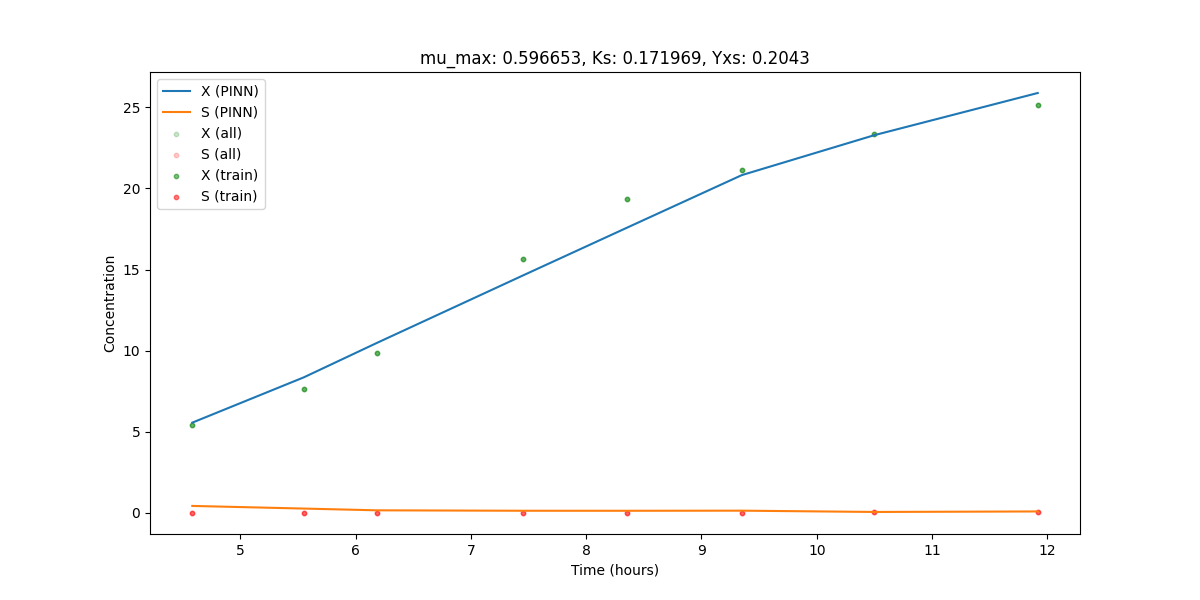 mu_max: 0.596653, Ks: 0.171969, Yxs: 0.2043
X (PINN)
S (PINN)
X (all)
S (all)
X (train)
S (train)
25
20
15
10
5
0
Concentration
5 6 7 8 9 10 11 12
Time (hours)